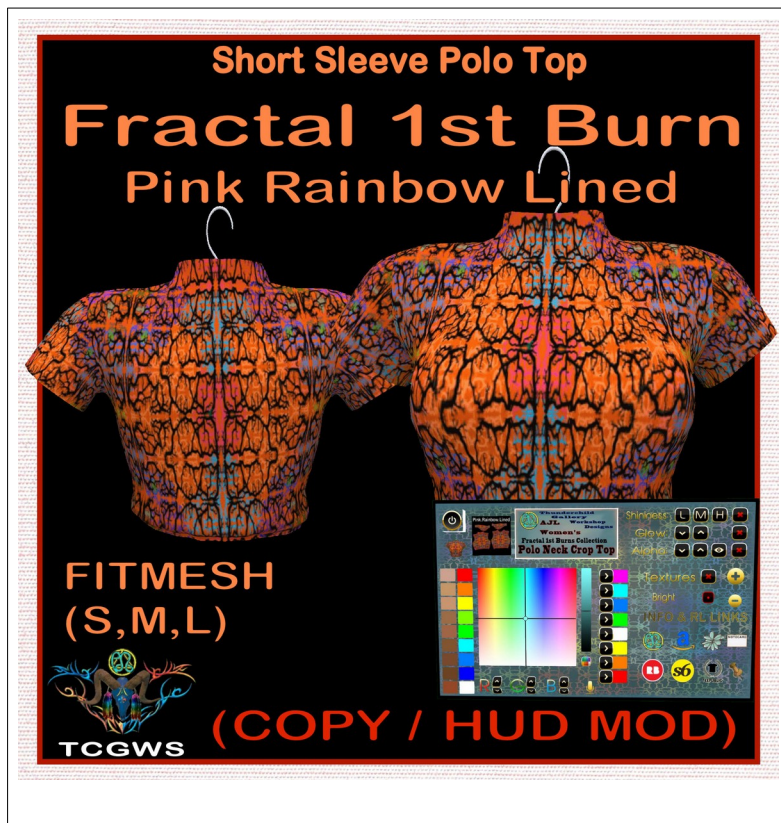 Short Sleeve Polo Top
Fractal 1st Burn
Pink Rainbow Lined
FITMESH
(S,M,L)
Pink Rainbow Lined
Thunderchild
Gallery
AJL Workshop
Designs
Women's
Fractal 1st Burns Collection
Polo Neck Crop Top
Shininess L M H
Glow
Alpha
Textures
Bright
INFO & RL LINKS
RB
s6
R G B
TCGWS
(COPY / HUD MOD)